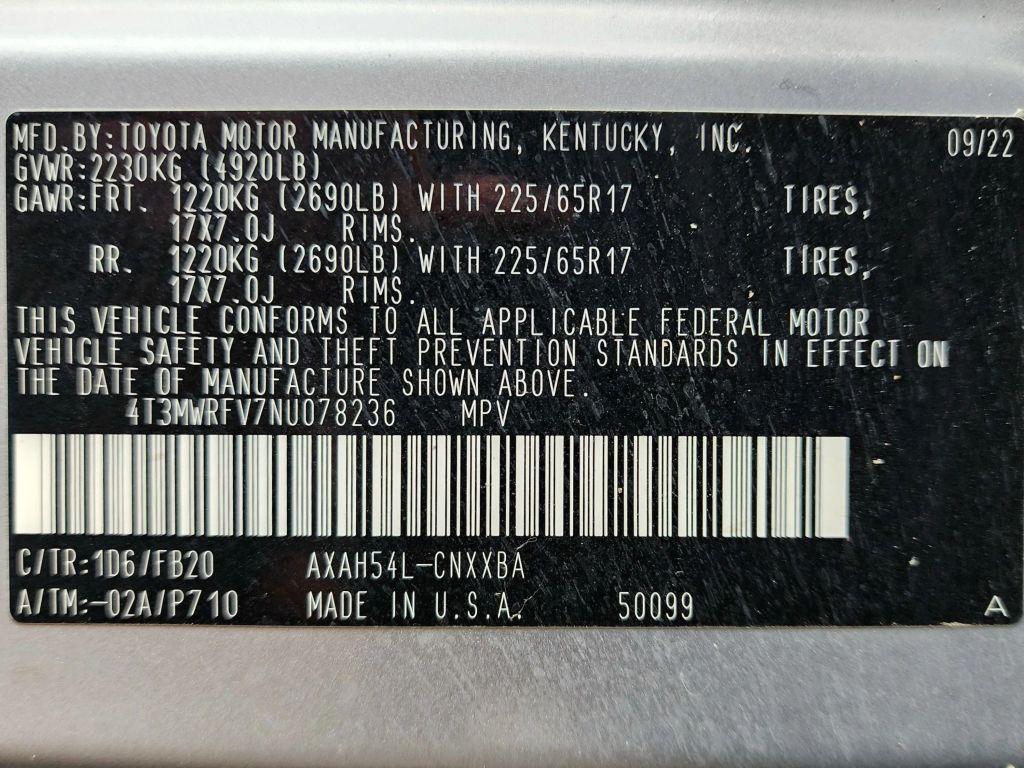 MFD.BY:TOYOTA MOTOR MANUFACTURING, KENTUCKY, INC. 09/22
GVWR:2230KG (4920LB)
GAWR:FRT. 1220KG (2690LB) WITH 225/65R17 TIRES,
17X7.0J RIMS.
RR. 1220KG (2690LB) WITH 225/65R17 TIRES,
17X7.0J RIMS.
THIS VEHICLE CONFORMS TO ALL APPLICABLE FEDERAL MOTOR
VEHICLE SAFETY AND THEFT PREVENTION STANDARDS IN EFFECT ON
THE DATE OF MANUFACTURE SHOWN ABOVE.
4T3MWRFV7NU078236 MPV
C/TR:1D6/FB20 AXAH54L-CNXXBA
A/TM:-02A/P710 MADE IN U.S.A. 50099 A